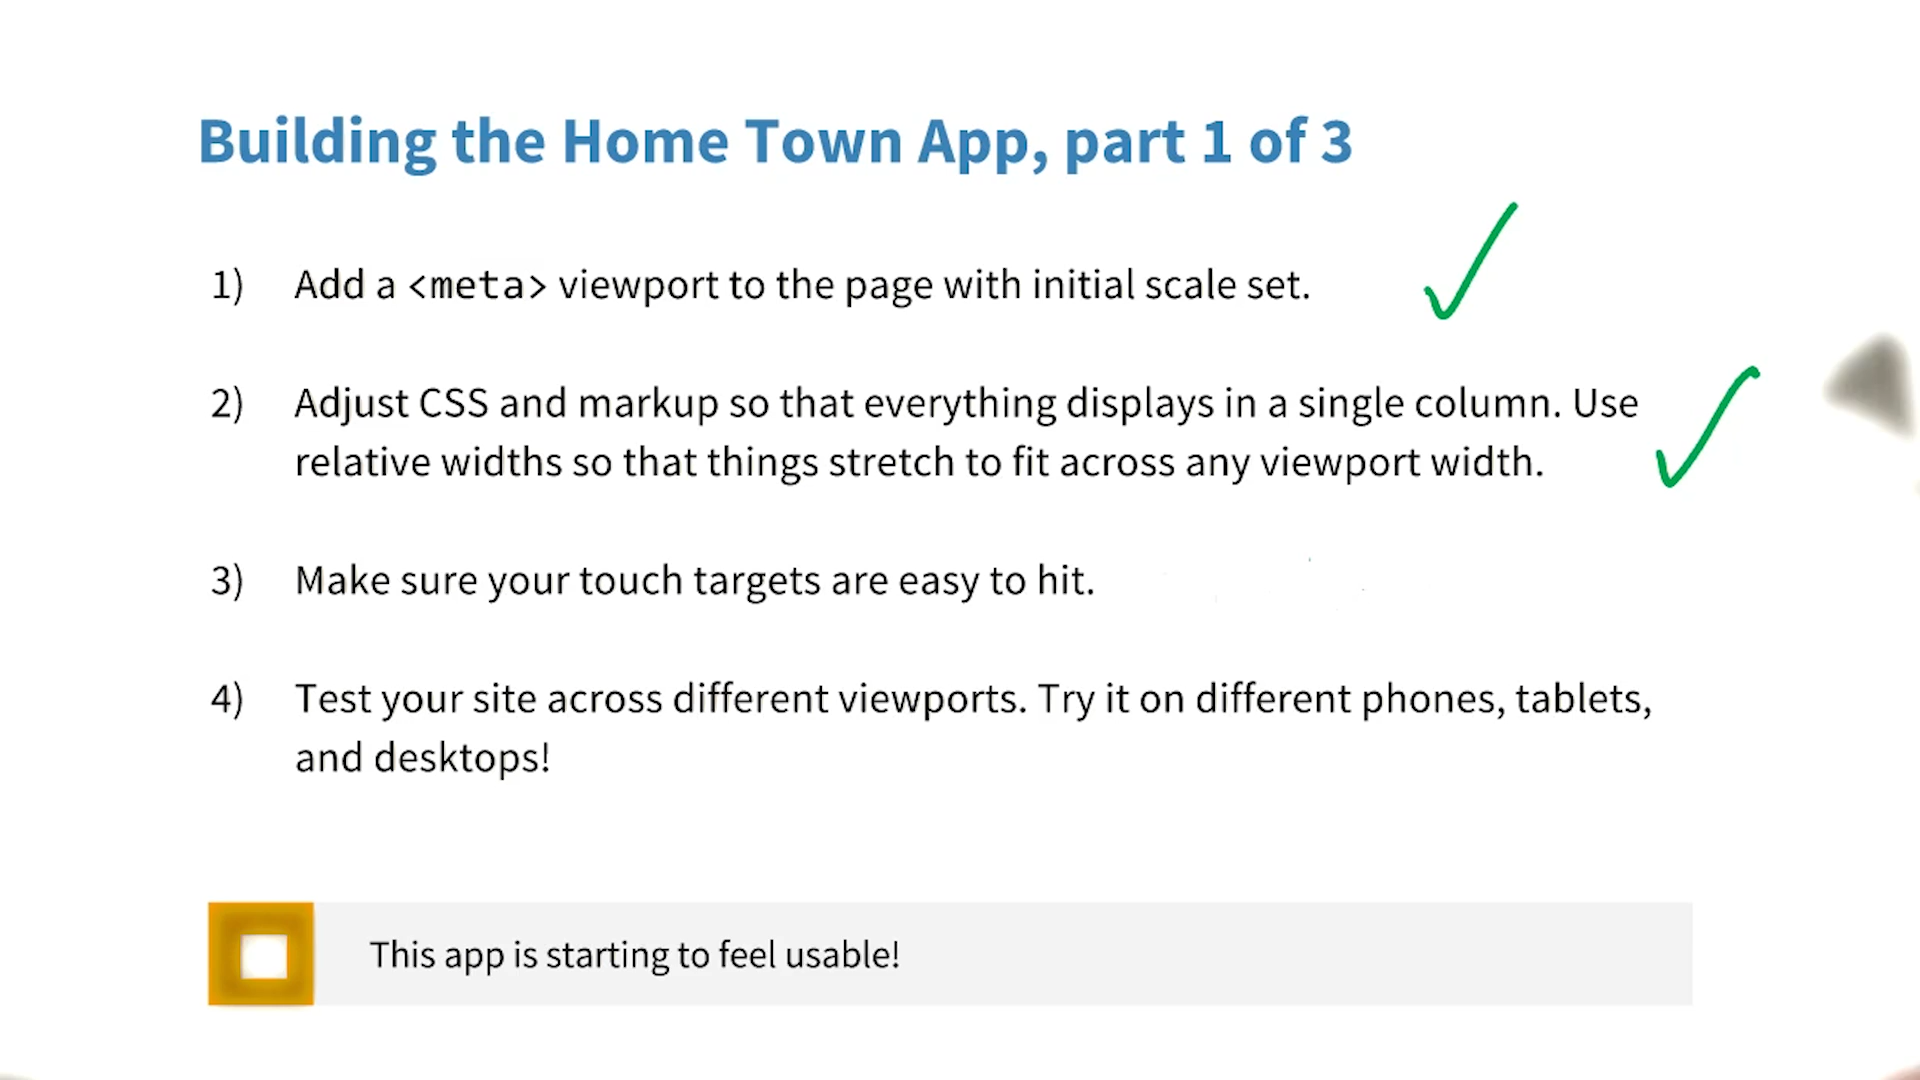 Building the Home Town App, part 1 of 3
1) Add a <meta> viewport to the page with initial scale set.
2) Adjust CSS and markup so that everything displays in a single column. Use
relative widths so that things stretch to fit across any viewport width.
3) Make sure your touch targets are easy to hit.
4) Test your site across different viewports. Try it on different phones, tablets,
and desktops!
This app is starting to feel usable!